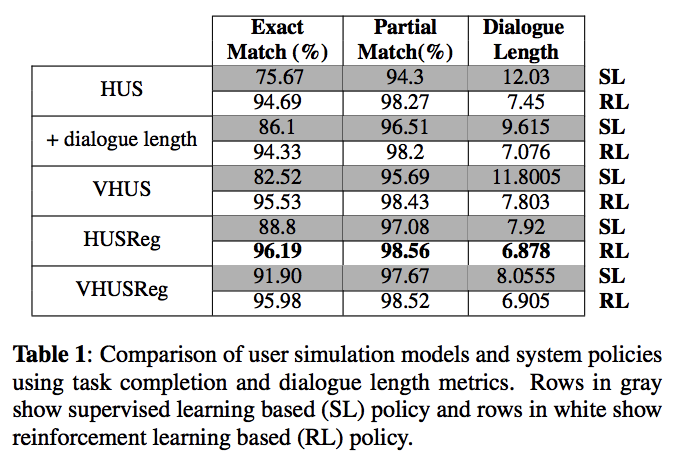 Exact Match (%) Partial Match(%) Dialogue Length
HUS 75.67 94.3 12.03 SL
94.69 98.27 7.45 RL
+ dialogue length 86.1 96.51 9.615 SL
94.33 98.2 7.076 RL
VHUS 82.52 95.69 11.8005 SL
95.53 98.43 7.803 RL
HUSReg 88.8 97.08 7.92 SL
96.19 98.56 6.878 RL
VHUSReg 91.90 97.67 8.0555 SL
95.98 98.52 6.905 RL
Table 1: Comparison of user simulation models and system policies
using task completion and dialogue length metrics. Rows in gray
show supervised learning based (SL) policy and rows in white show
reinforcement learning based (RL) policy.